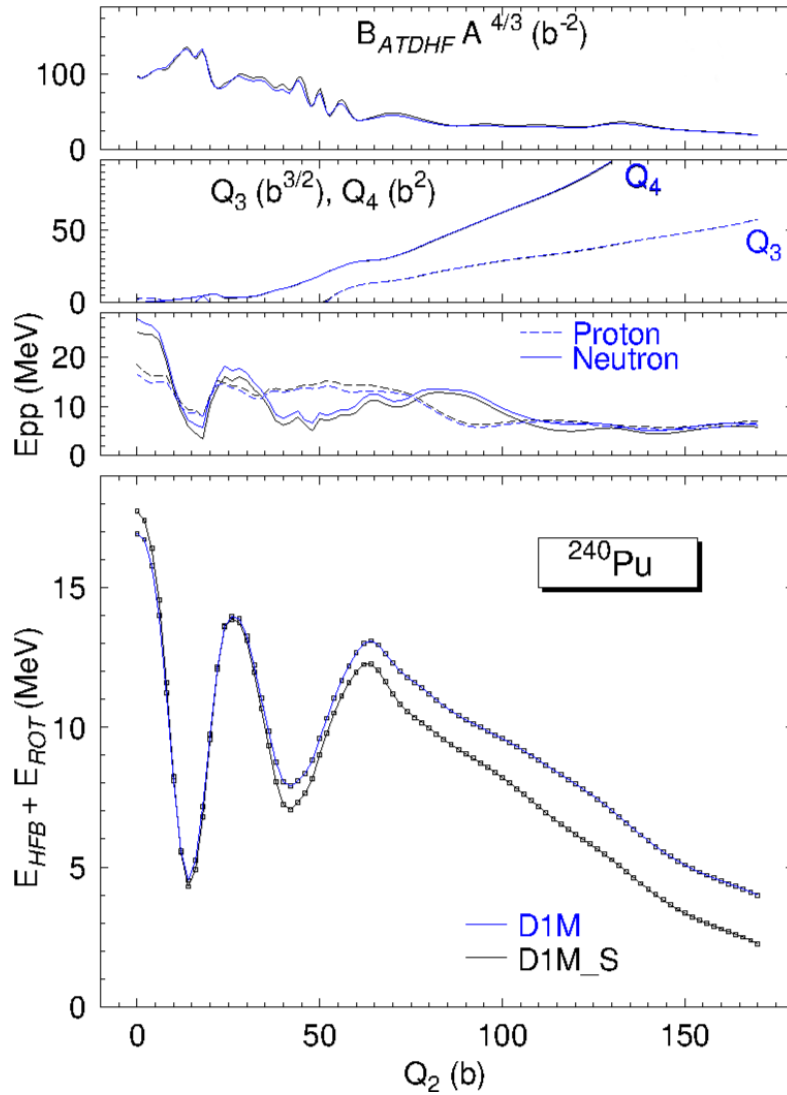 B_ATDHF A^4/3 (b^-2)
100
0
Q_3 (b^3/2), Q_4 (b^2)
Q_4
Q_3
50
0
Epp (MeV)
Proton
Neutron
20
10
0
E_HFB + E_ROT (MeV)
^240Pu
15
10
5
0
D1M
D1M_S
0
50
100
150
Q_2 (b)